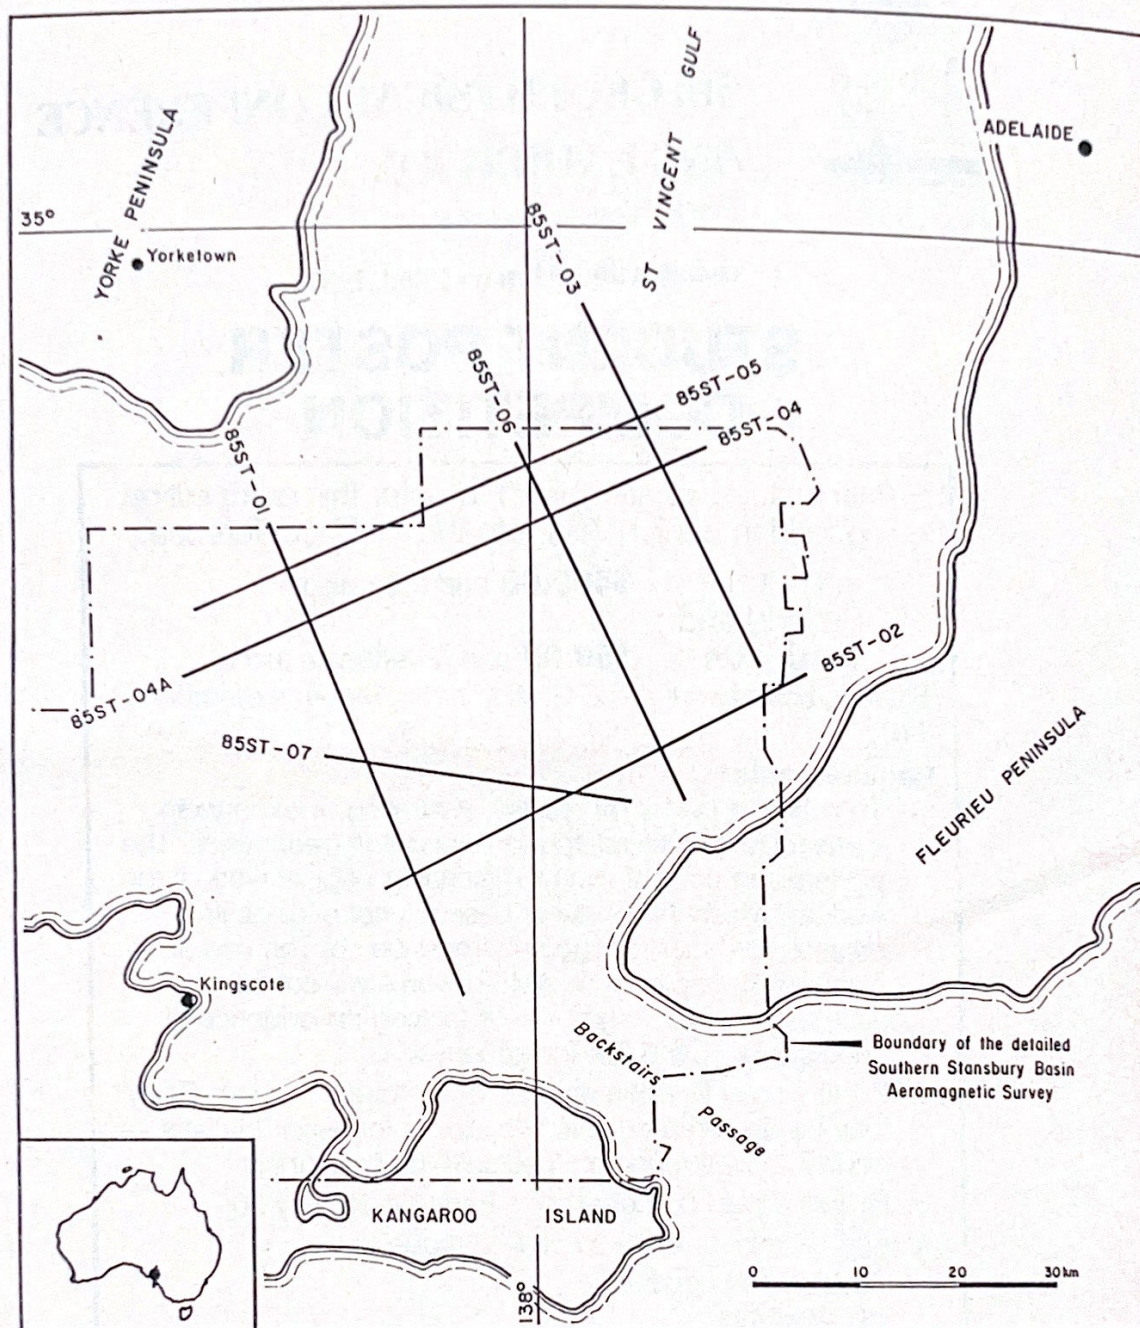 GULF
ADELAIDE
YORKE PENINSULA
ST VINCENT
35°
Yorketown
85ST-03
85ST-06
85ST-05
85ST-04
85ST-01
85ST-02
85ST-04A
85ST-07
FLEURIEU PENINSULA
Kingscote
Backstairs
Passage
Boundary of the detailed
Southern Stansbury Basin
Aeromagnetic Survey
KANGAROO ISLAND
138°
0 10 20 30 km